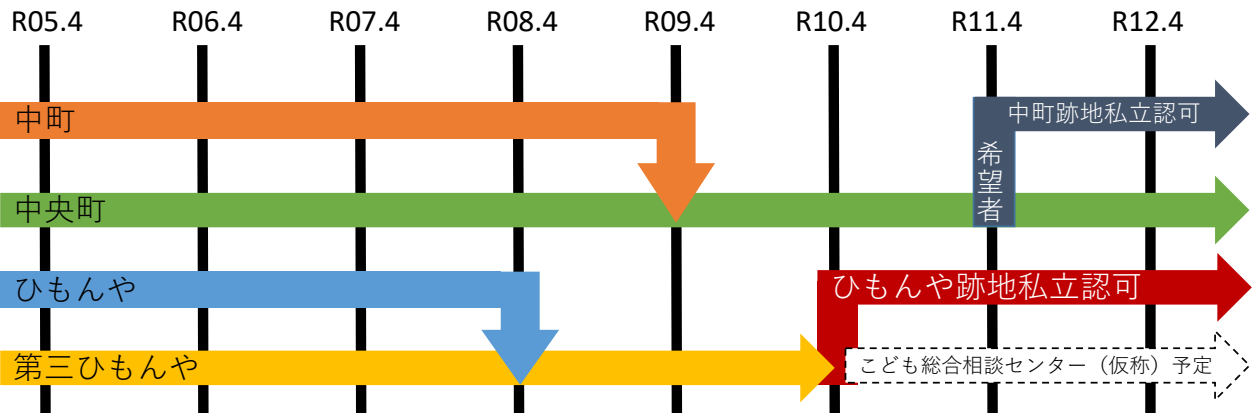 R05.4 R06.4 R07.4 R08.4 R09.4 R10.4 R11.4 R12.4
中町
中町跡地私立認可
希望者
中央町
ひもんや
ひもんや跡地私立認可
第三ひもんや
こども総合相談センター（仮称）予定